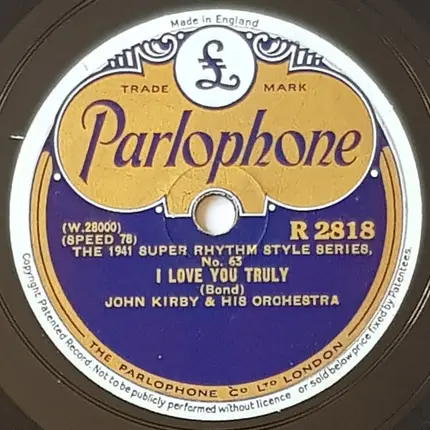 Made in England
£
TRADE MARK
Parlophone
(W.28000)
(SPEED 78)
R 2818
THE 1941 SUPER RHYTHM STYLE SERIES,
No. 63
I LOVE YOU TRULY
(Bond)
JOHN KIRBY & HIS ORCHESTRA
THE PARLOPHONE CO LTD LONDON
Copyright Patented Record. Not to be publicly performed without licence or sold below price fixed by Patentees.